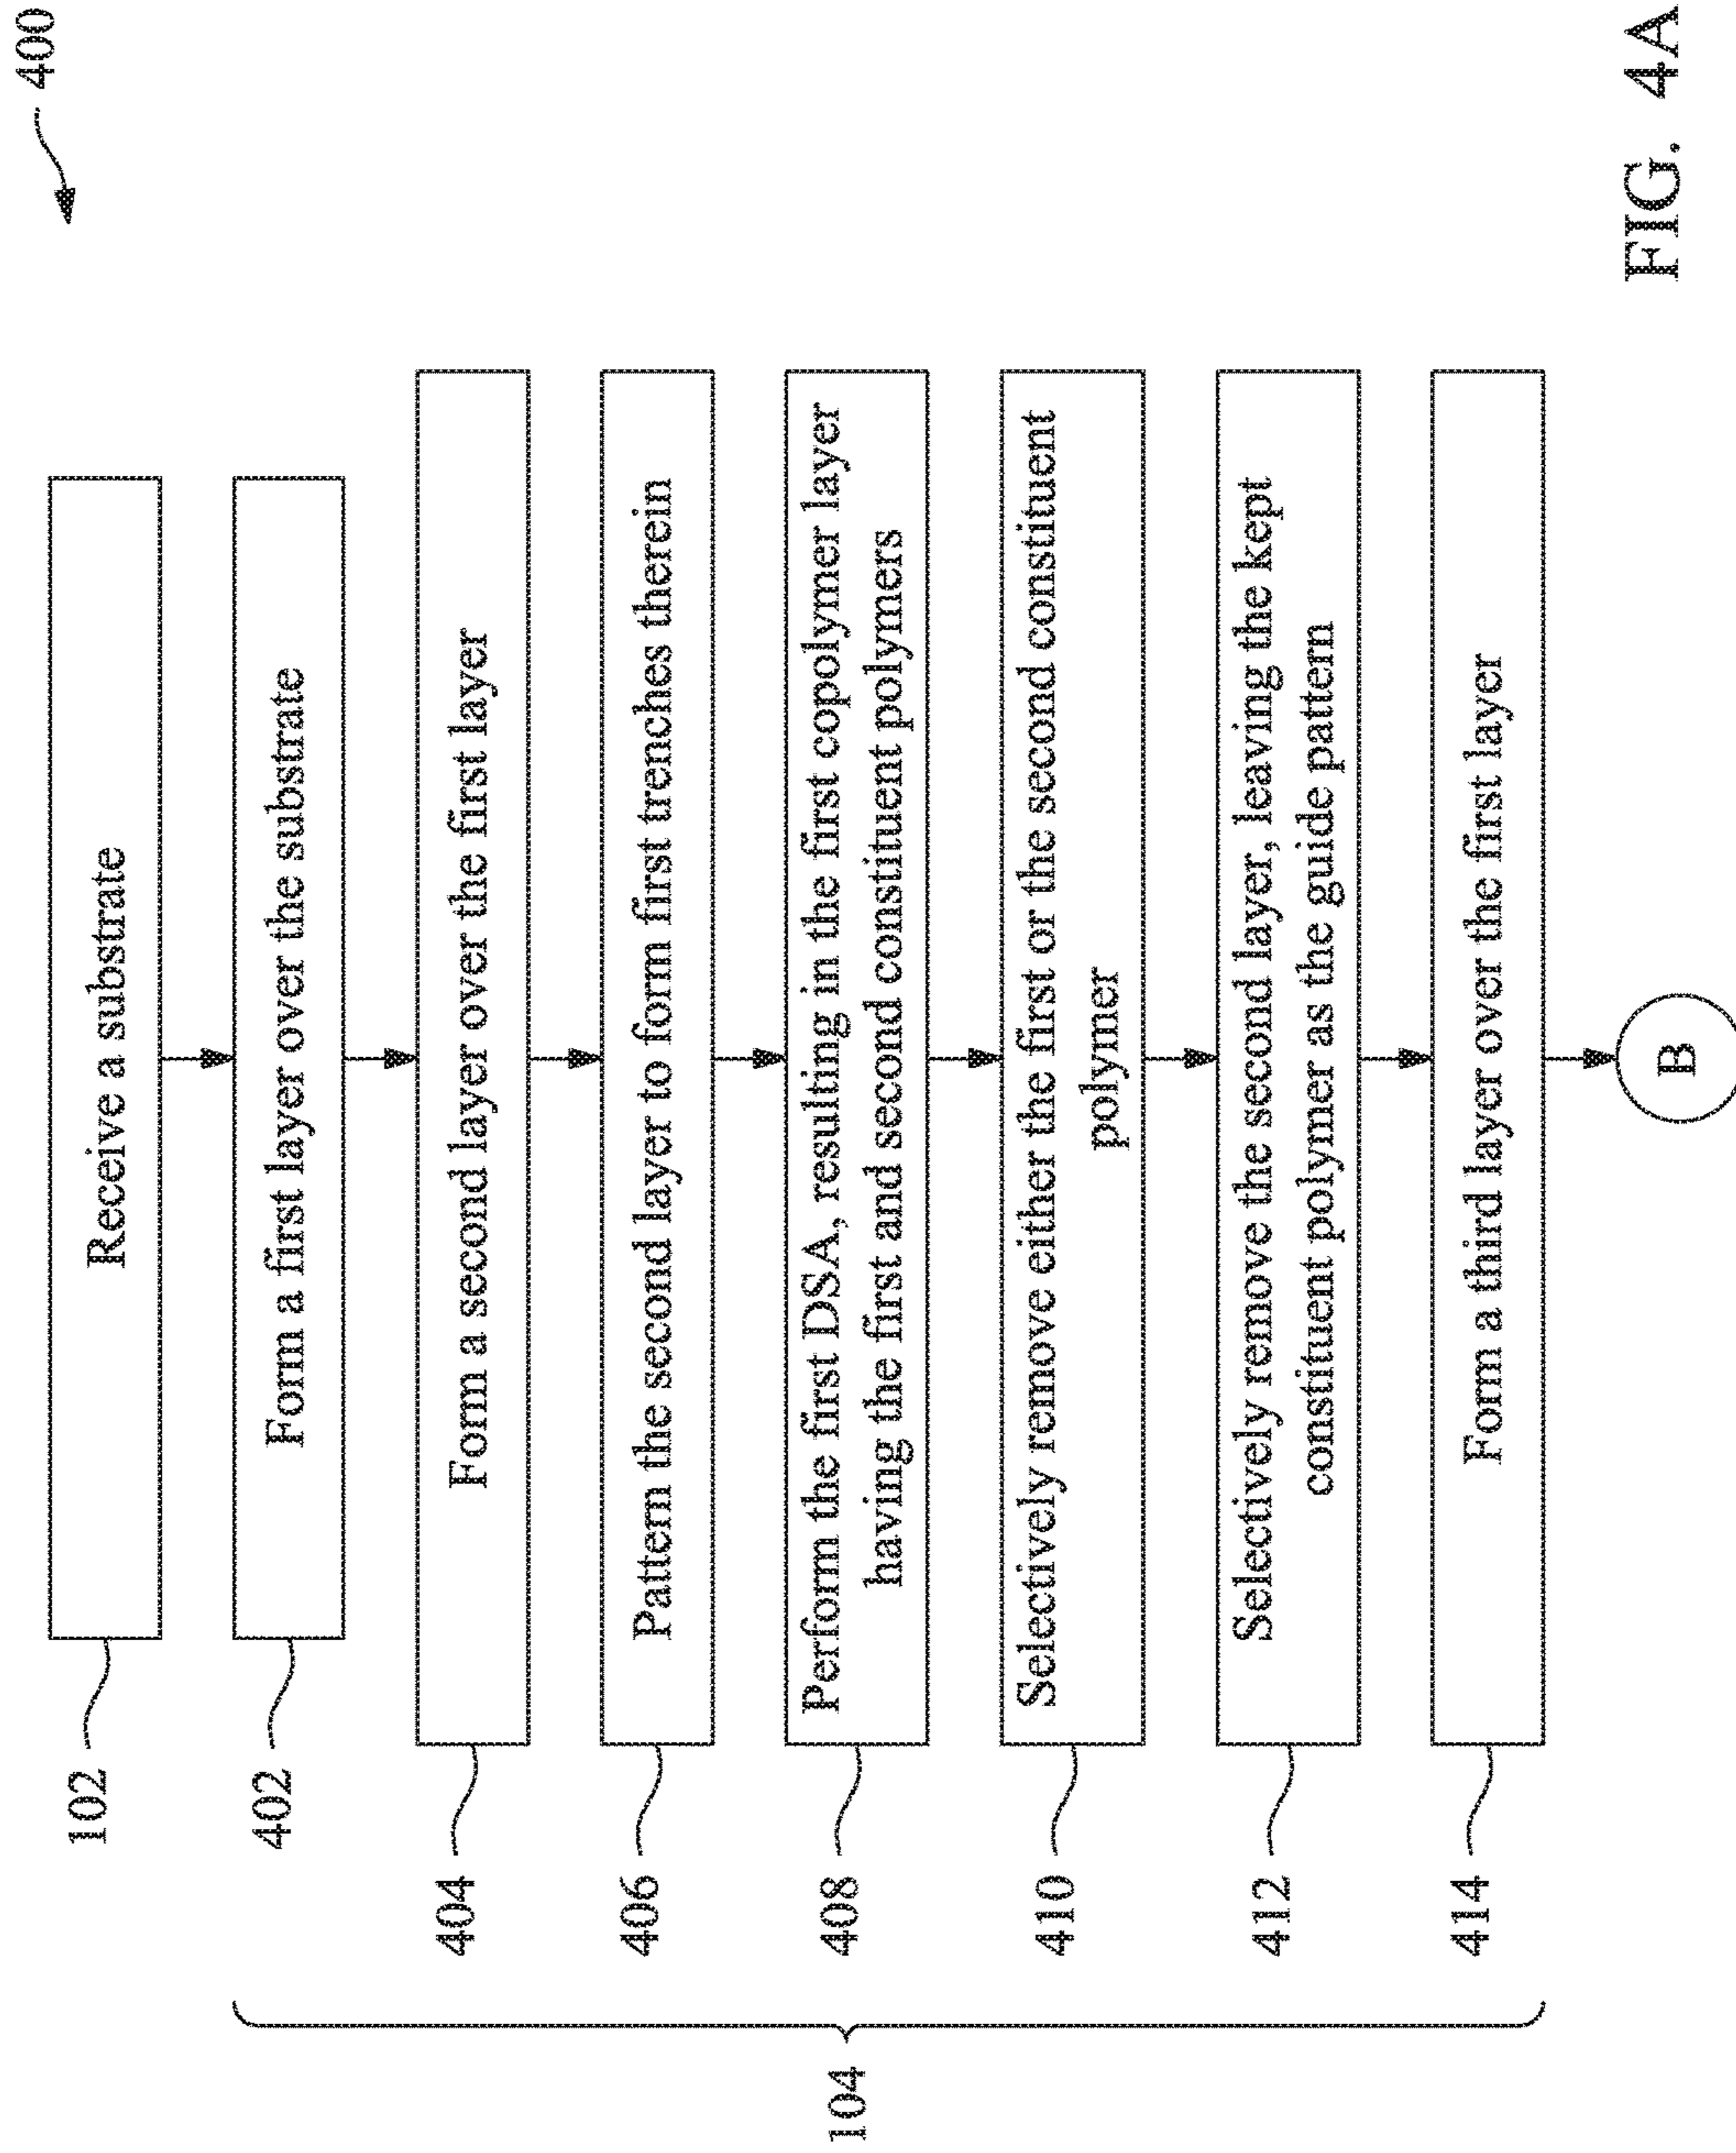 400
102
Receive a substrate
402
Form a first layer over the substrate
404
Form a second layer over the first layer
406
Pattern the second layer to form first trenches therein
408
Perform the first DSA, resulting in the first copolymer layer
having the first and second constituent polymers
410
Selectively remove either the first or the second constituent
polymer
412
Selectively remove the second layer, leaving the kept
constituent polymer as the guide pattern
414
Form a third layer over the first layer
104
B
FIG. 4A